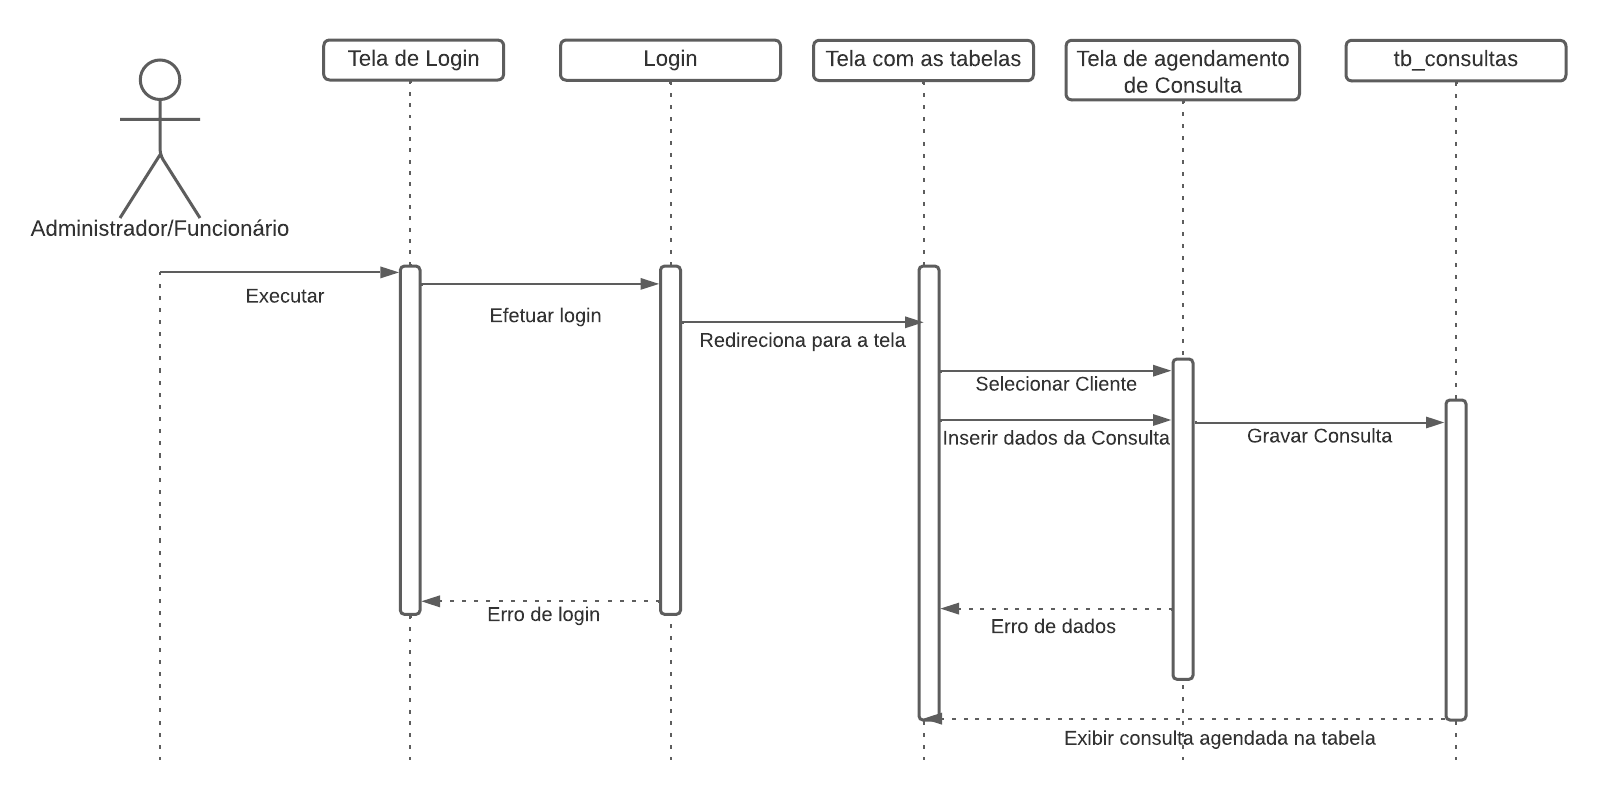 Tela de Login
Login
Tela com as tabelas
Tela de agendamento
de Consulta
tb_consultas
Administrador/Funcionário
Executar
Efetuar login
Redireciona para a tela
Selecionar Cliente
Inserir dados da Consulta
Gravar Consulta
Erro de login
Erro de dados
Exibir consulta agendada na tabela